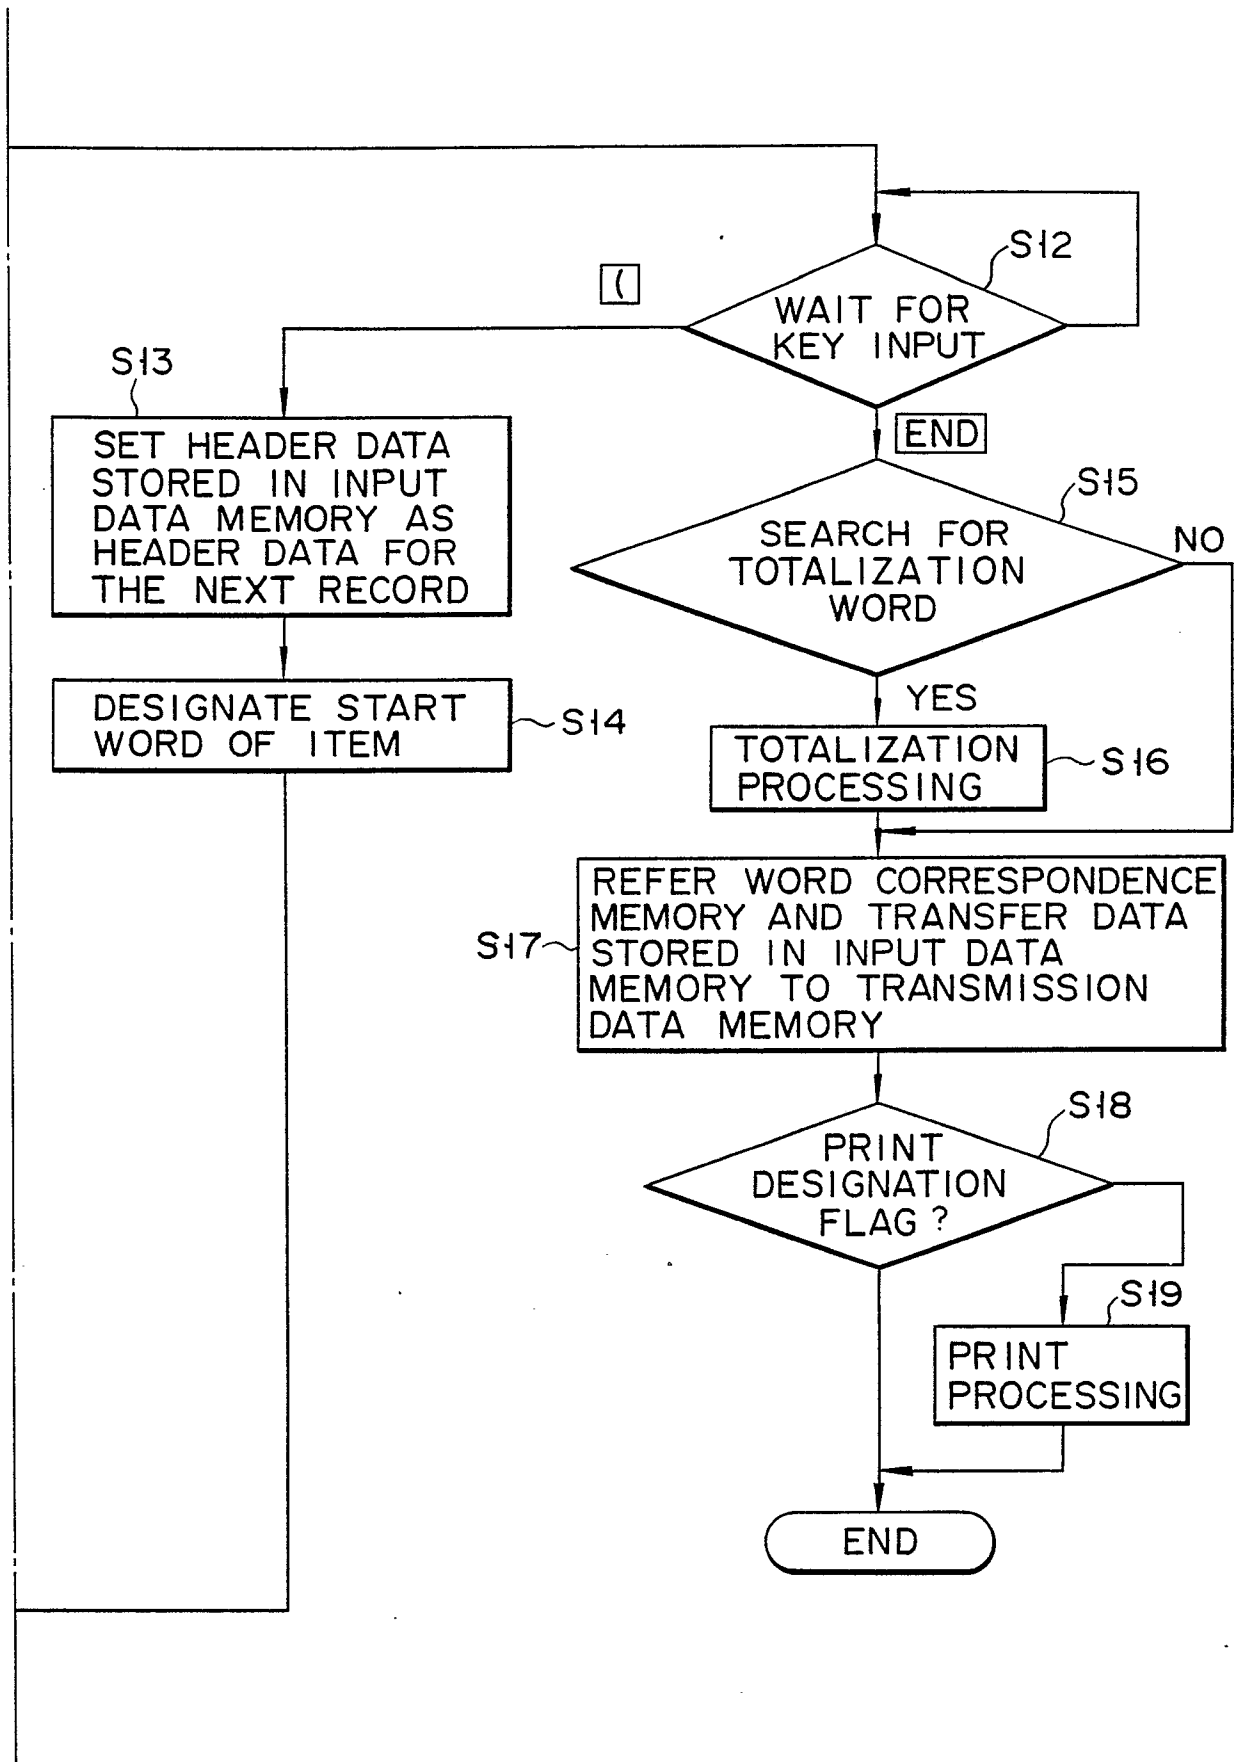 S12
(
WAIT FOR
KEY INPUT
S13
END
SET HEADER DATA
STORED IN INPUT
DATA MEMORY AS
HEADER DATA FOR
THE NEXT RECORD
S15
SEARCH FOR
TOTALIZATION
WORD
NO
DESIGNATE START
WORD OF ITEM
S14
YES
TOTALIZATION
PROCESSING
S16
REFER WORD CORRESPONDENCE
MEMORY AND TRANSFER DATA
STORED IN INPUT DATA
MEMORY TO TRANSMISSION
DATA MEMORY
S17
S18
PRINT
DESIGNATION
FLAG?
S19
PRINT
PROCESSING
END